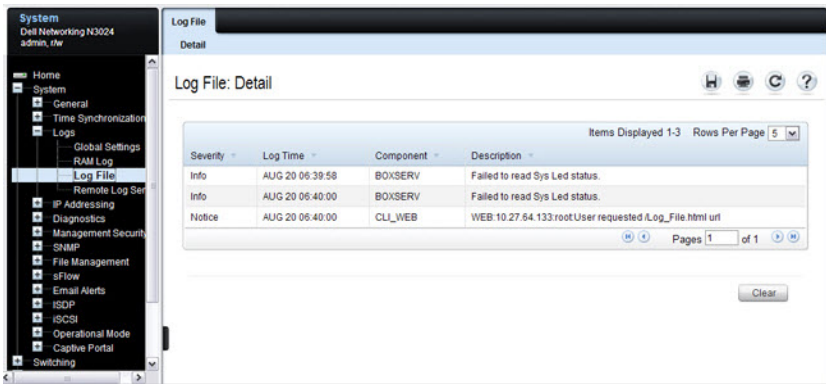 System
Dell Networking N3024
admin, r/w
Home
System
General
Time Synchronization
Logs
Global Settings
RAM Log
Log File
Remote Log Ser
IP Addressing
Diagnostics
Management Security
SNMP
File Management
sFlow
Email Alerts
ISDP
iSCSI
Operational Mode
Captive Portal
Switching
Log File
Detail
Log File: Detail
Items Displayed 1-3 Rows Per Page 5
Severity Log Time Component Description
Info AUG 20 06:39:58 BOXSERV Failed to read Sys Led status.
Info AUG 20 06:40:00 BOXSERV Failed to read Sys Led status.
Notice AUG 20 06:40:00 CLI_WEB WEB:10.27.64.133:root:User requested /Log_File.html url
Pages 1 of 1
Clear